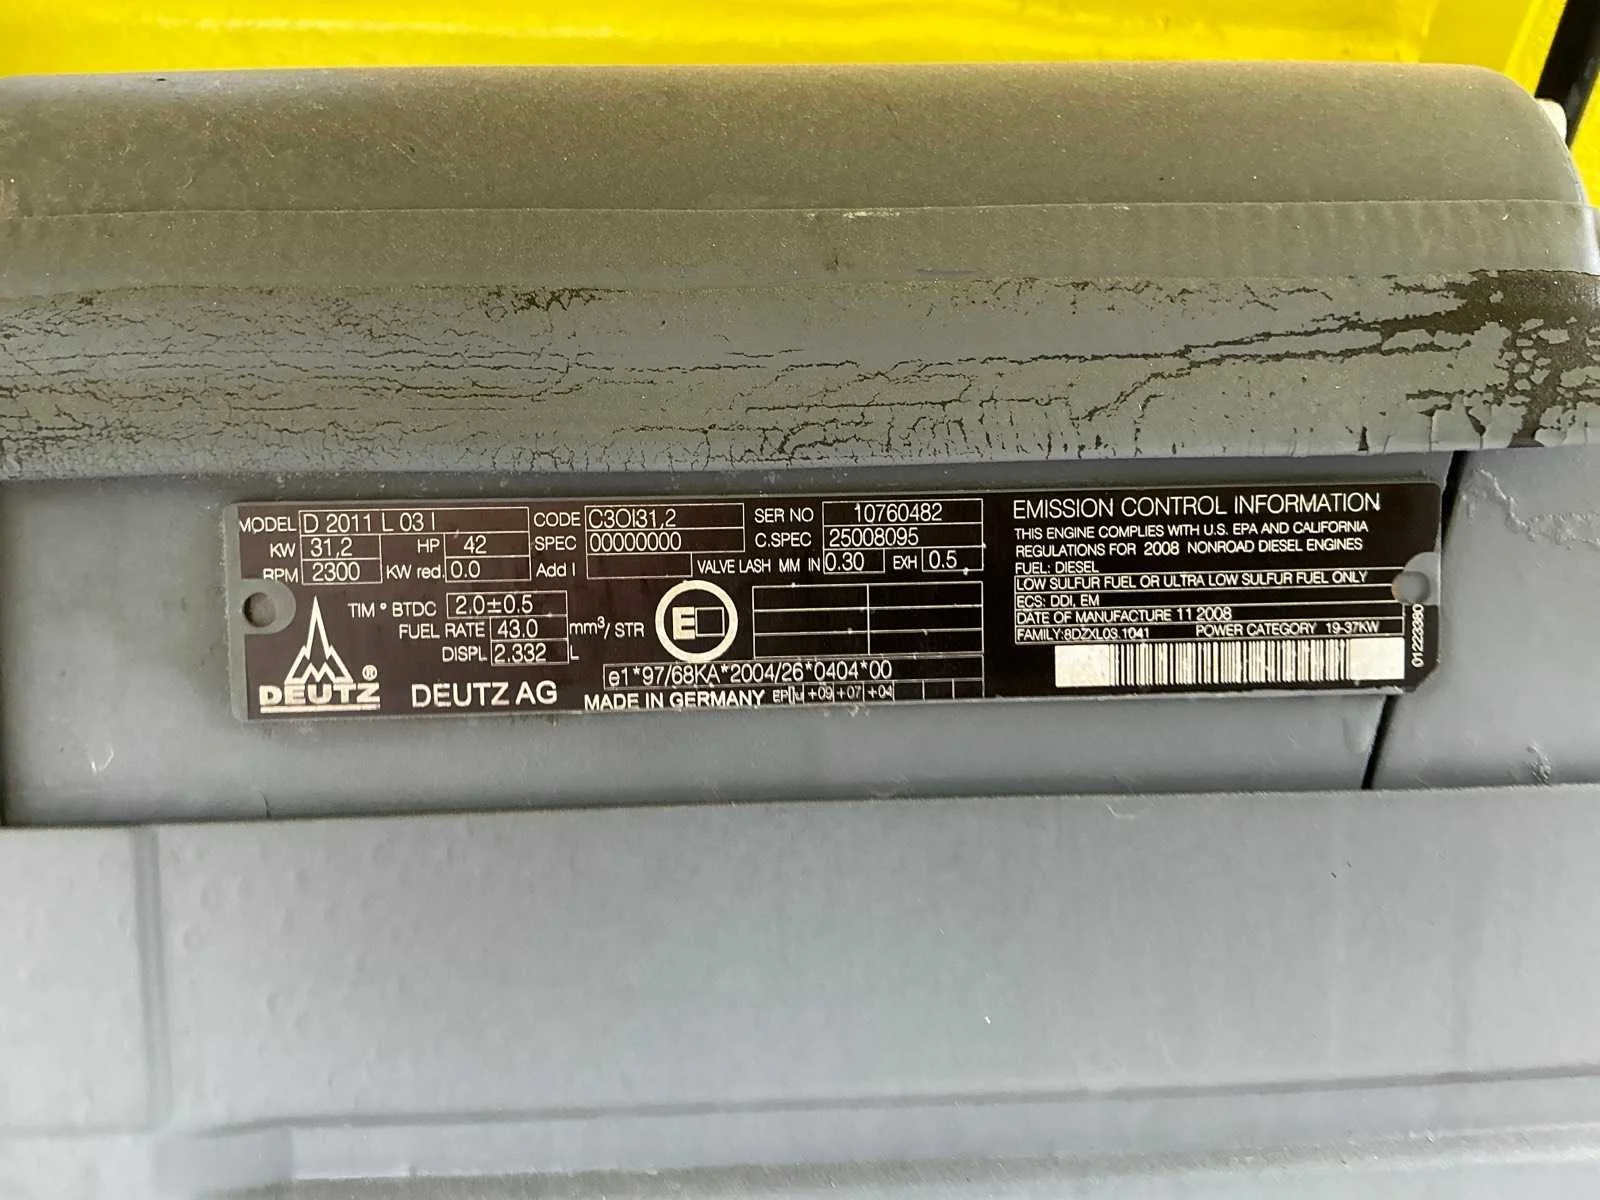 MODEL D 2011 L 03 I CODE C3OI31,2 SER NO 10760482
KW 31,2 HP 42 SPEC 00000000 C.SPEC 25008095
RPM 2300 KW red. 0.0 Add I VALVE LASH MM IN 0.30 EXH 0.5
TIM ° BTDC 2.0±0.5
FUEL RATE 43.0 mm³/ STR
DISPL 2.332 L
E
e1*97/68KA*2004/26*0404*00
DEUTZ ® DEUTZ AG MADE IN GERMANY +09 +07 +04
EMISSION CONTROL INFORMATION
THIS ENGINE COMPLIES WITH U.S. EPA AND CALIFORNIA
REGULATIONS FOR 2008 NONROAD DIESEL ENGINES
FUEL: DIESEL
LOW SULFUR FUEL OR ULTRA LOW SULFUR FUEL ONLY
ECS: DDI, EM
DATE OF MANUFACTURE 11 2008
FAMILY:8DZXL03.1041 POWER CATEGORY 19-37KW
01223380